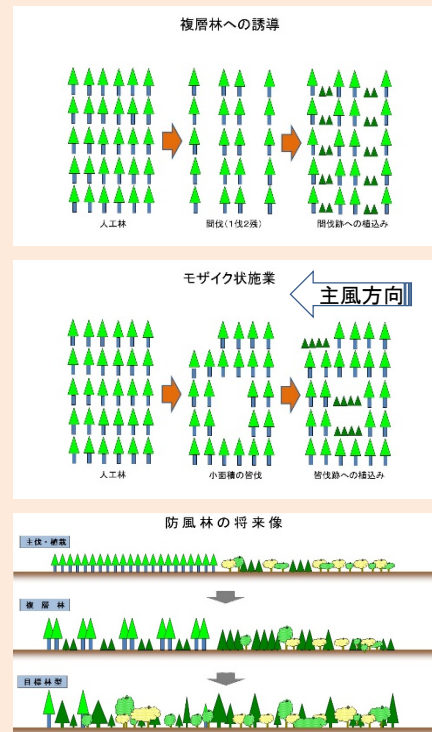 複層林への誘導
人工林
間伐(1伐2残)
間伐跡への植込み
モザイク状施業
主風方向
人工林
小面積の皆伐
皆伐跡への植込み
防風林の将来像
主伐・植栽
複層林
目標林型